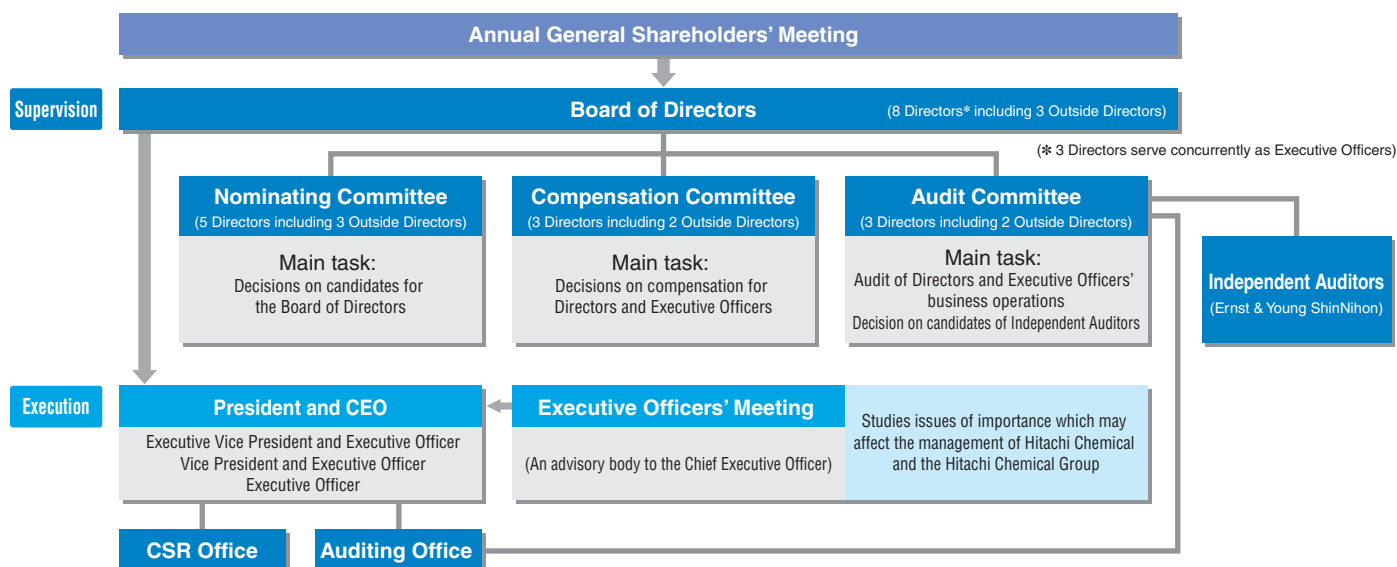 Annual General Shareholders' Meeting
Supervision
Board of Directors
(8 Directors* including 3 Outside Directors)
(* 3 Directors serve concurrently as Executive Officers)
Nominating Committee
(5 Directors including 3 Outside Directors)
Main task:
Decisions on candidates for
the Board of Directors
Compensation Committee
(3 Directors including 2 Outside Directors)
Main task:
Decisions on compensation for
Directors and Executive Officers
Audit Committee
(3 Directors including 2 Outside Directors)
Main task:
Audit of Directors and Executive Officers'
business operations
Decision on candidates of Independent Auditors
Independent Auditors
(Ernst & Young ShinNihon)
Execution
President and CEO
Executive Vice President and Executive Officer
Vice President and Executive Officer
Executive Officer
Executive Officers' Meeting
(An advisory body to the Chief Executive Officer)
Studies issues of importance which may
affect the management of Hitachi Chemical
and the Hitachi Chemical Group
CSR Office
Auditing Office